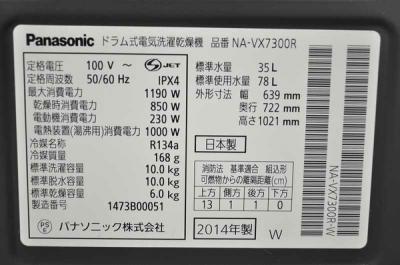 Panasonic ドラム式電気洗濯乾燥機 品番 NA-VX7300R
定格電圧 100 V ～ S-JET
定格周波数 50/60 Hz IPX4
最大消費電力 1190 W
乾燥時消費電力 850 W
電動機消費電力 230 W
電熱装置(湯沸用)消費電力 1000 W
冷媒名称 R134a
冷媒質量 168 g
標準洗濯容量 10.0 kg
標準脱水容量 10.0 kg
標準乾燥容量 6.0 kg
製造番号 1473B00051
PS E パナソニック株式会社
標準水量 35 L
標準使用水量 78 L
外形寸法 幅 639 mm
奥行 722 mm
高さ 1021 mm
日本製
消防法 基準適合 組込形
可燃物からの離隔距離(cm)
上方 側方 後方 下方
13 1 1 0
2014年製 W
NA-VX7300R-W